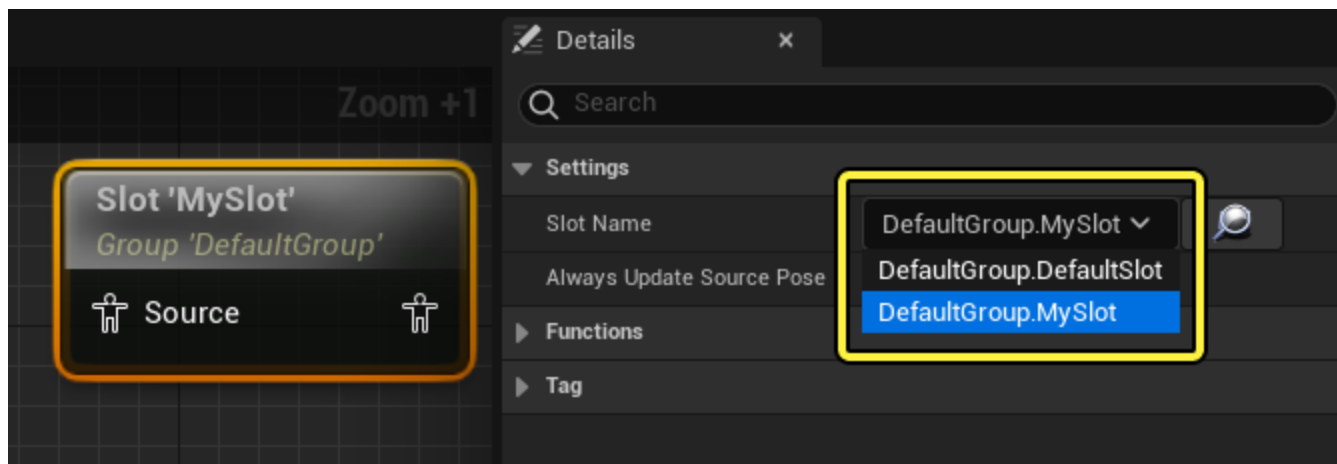 Details
Zoom +1
Search
Slot 'MySlot'
Group 'DefaultGroup'
Source
Settings
Slot Name
DefaultGroup.MySlot
DefaultGroup.DefaultSlot
Always Update Source Pose
DefaultGroup.MySlot
Functions
Tag